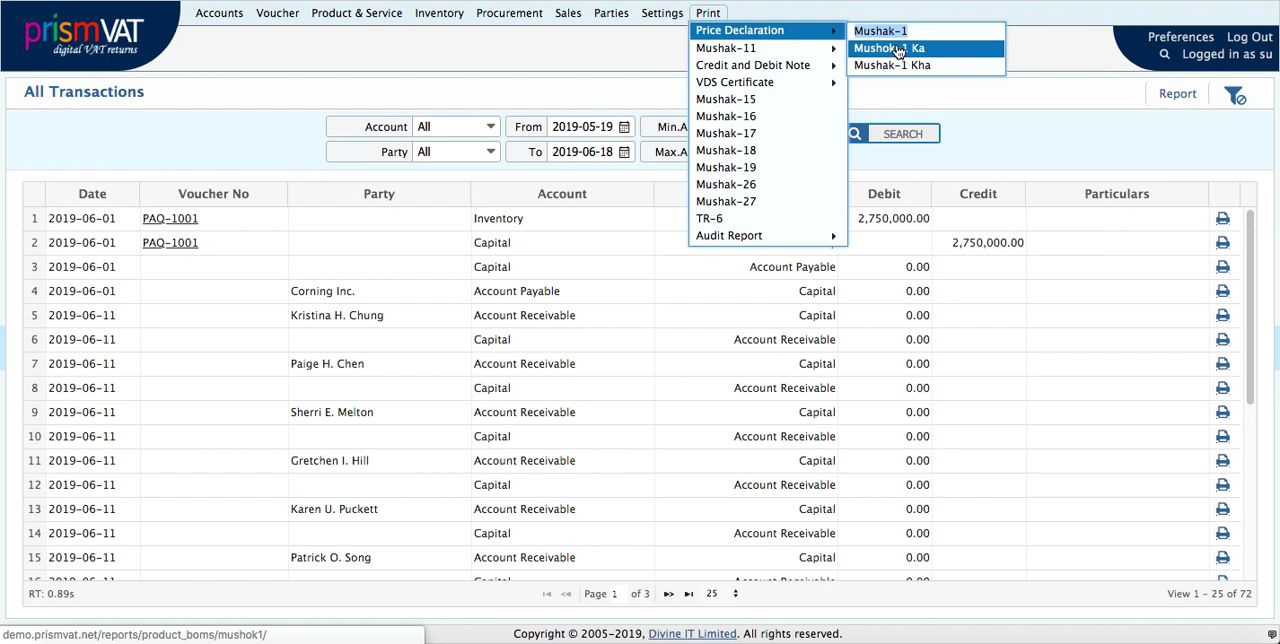 prismVAT
digital VAT returns
Accounts Voucher Product & Service Inventory Procurement Sales Parties Settings Print
Preferences Log Out
Logged in as su
Price Declaration
Mushak-11
Credit and Debit Note
VDS Certificate
Mushak-15
Mushak-16
Mushak-17
Mushak-18
Mushak-19
Mushak-26
Mushak-27
TR-6
Audit Report
Mushak-1
Mushok-1 Ka
Mushak-1 Kha
All Transactions
Report
Account All From 2019-05-19 Min.A SEARCH
Party All To 2019-06-18 Max.A
Date Voucher No Party Account Debit Credit Particulars
1 2019-06-01 PAQ-1001 Inventory 2,750,000.00
2 2019-06-01 PAQ-1001 Capital 2,750,000.00
3 2019-06-01 Capital Account Payable 0.00
4 2019-06-01 Corning Inc. Account Payable Capital 0.00
5 2019-06-11 Kristina H. Chung Account Receivable Capital 0.00
6 2019-06-11 Capital Account Receivable 0.00
7 2019-06-11 Paige H. Chen Account Receivable Capital 0.00
8 2019-06-11 Capital Account Receivable 0.00
9 2019-06-11 Sherri E. Melton Account Receivable Capital 0.00
10 2019-06-11 Capital Account Receivable 0.00
11 2019-06-11 Gretchen I. Hill Account Receivable Capital 0.00
12 2019-06-11 Capital Account Receivable 0.00
13 2019-06-11 Karen U. Puckett Account Receivable Capital 0.00
14 2019-06-11 Capital Account Receivable 0.00
15 2019-06-11 Patrick O. Song Account Receivable Capital 0.00
16 2019-06-11 Capital Account Receivable 0.00
RT: 0.89s Page 1 of 3 25 View 1 - 25 of 72
demo.prismvat.net/reports/product_boms/mushok1/
Copyright © 2005-2019, Divine IT Limited. All rights reserved.